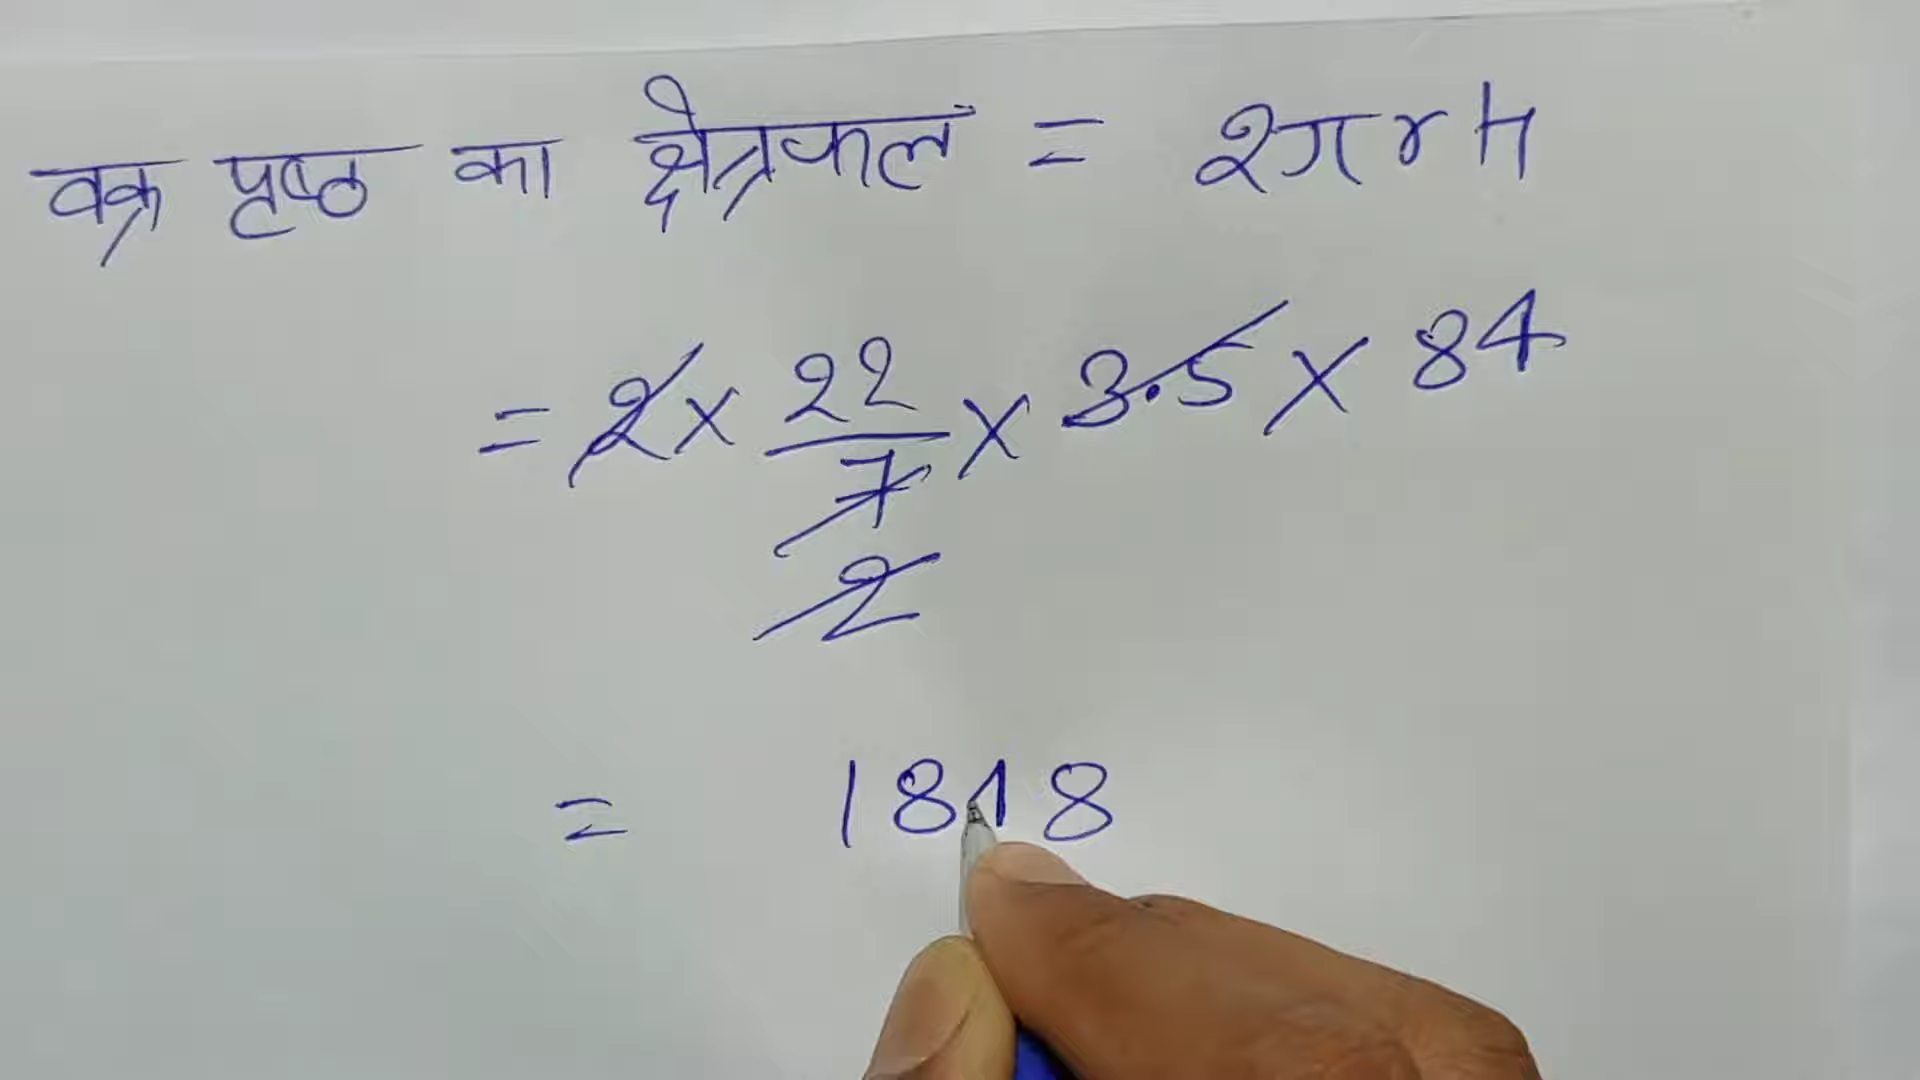 वक्र पृष्ठ का क्षेत्रफल = 2πrh
= 2 × 22/7 × 3.5 × 84
2
= 1848